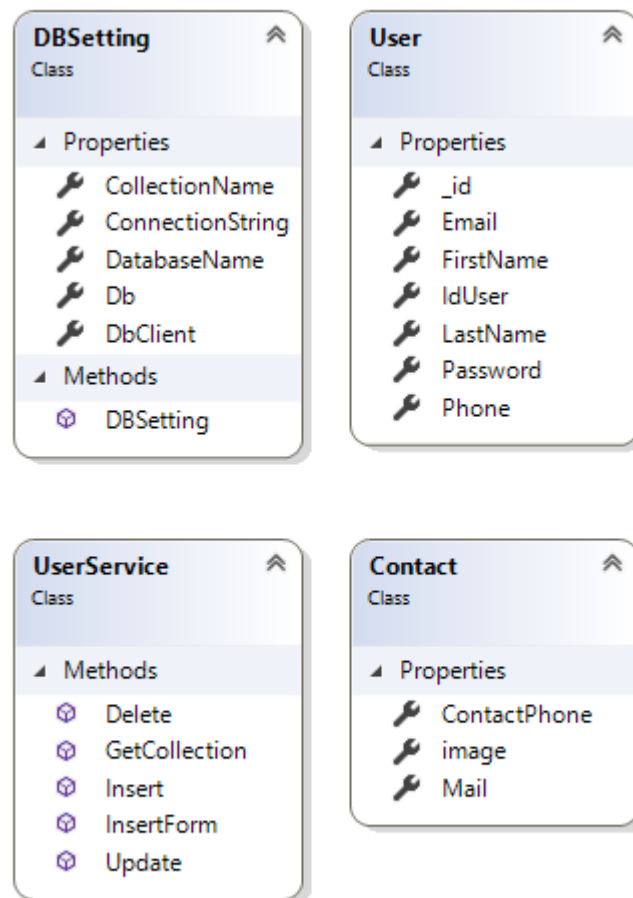 DBSetting
Class
Properties
CollectionName
ConnectionString
DatabaseName
Db
DbClient
Methods
DBSetting
User
Class
Properties
_id
Email
FirstName
IdUser
LastName
Password
Phone
UserService
Class
Methods
Delete
GetCollection
Insert
InsertForm
Update
Contact
Class
Properties
ContactPhone
image
Mail